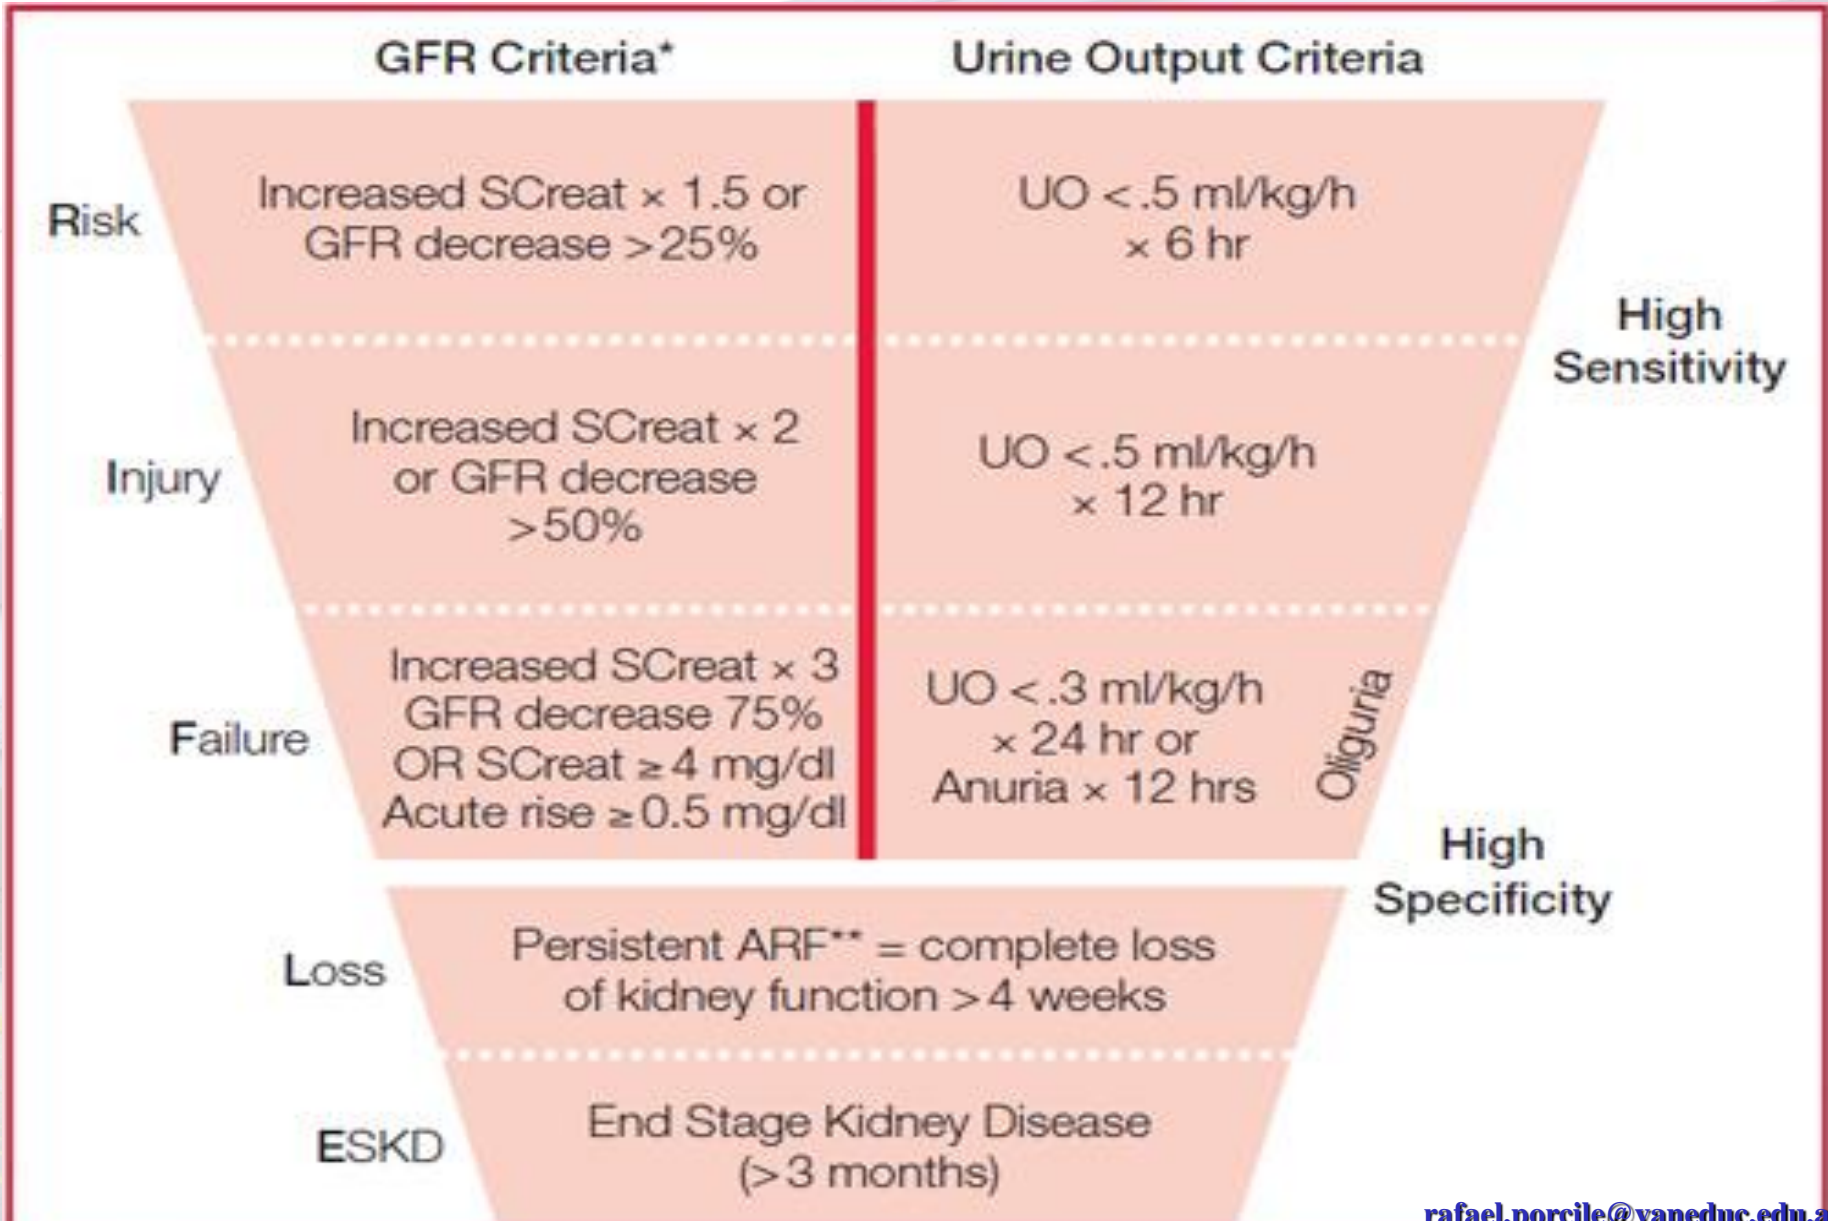 GFR Criteria*
Urine Output Criteria
Risk
Increased SCreat × 1.5 or
GFR decrease >25%
UO <.5 ml/kg/h
× 6 hr
High
Sensitivity
Injury
Increased SCreat × 2
or GFR decrease
>50%
UO <.5 ml/kg/h
× 12 hr
Failure
Increased SCreat × 3
GFR decrease 75%
OR SCreat ≥4 mg/dl
Acute rise ≥0.5 mg/dl
UO <.3 ml/kg/h
× 24 hr or
Anuria × 12 hrs
Oliguria
High
Specificity
Loss
Persistent ARF** = complete loss
of kidney function >4 weeks
ESKD
End Stage Kidney Disease
(>3 months)
rafael.porcile@vaneduc.edu.a